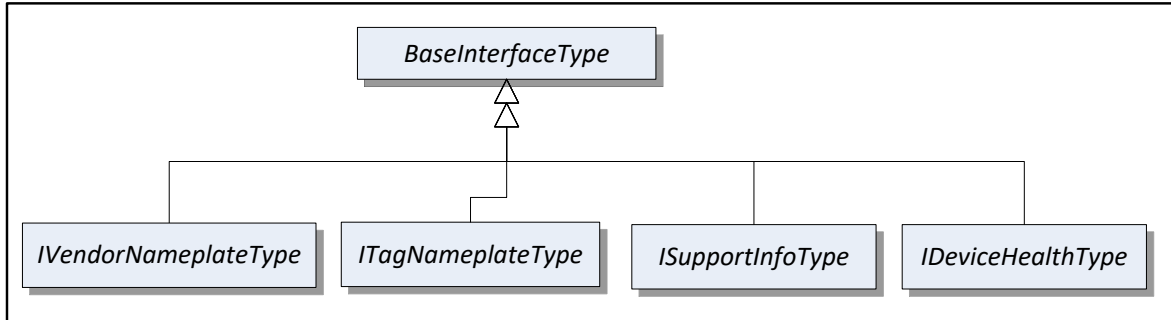 BaseInterfaceType
IVendorNameplateType
ITagNameplateType
ISupportInfoType
IDeviceHealthType